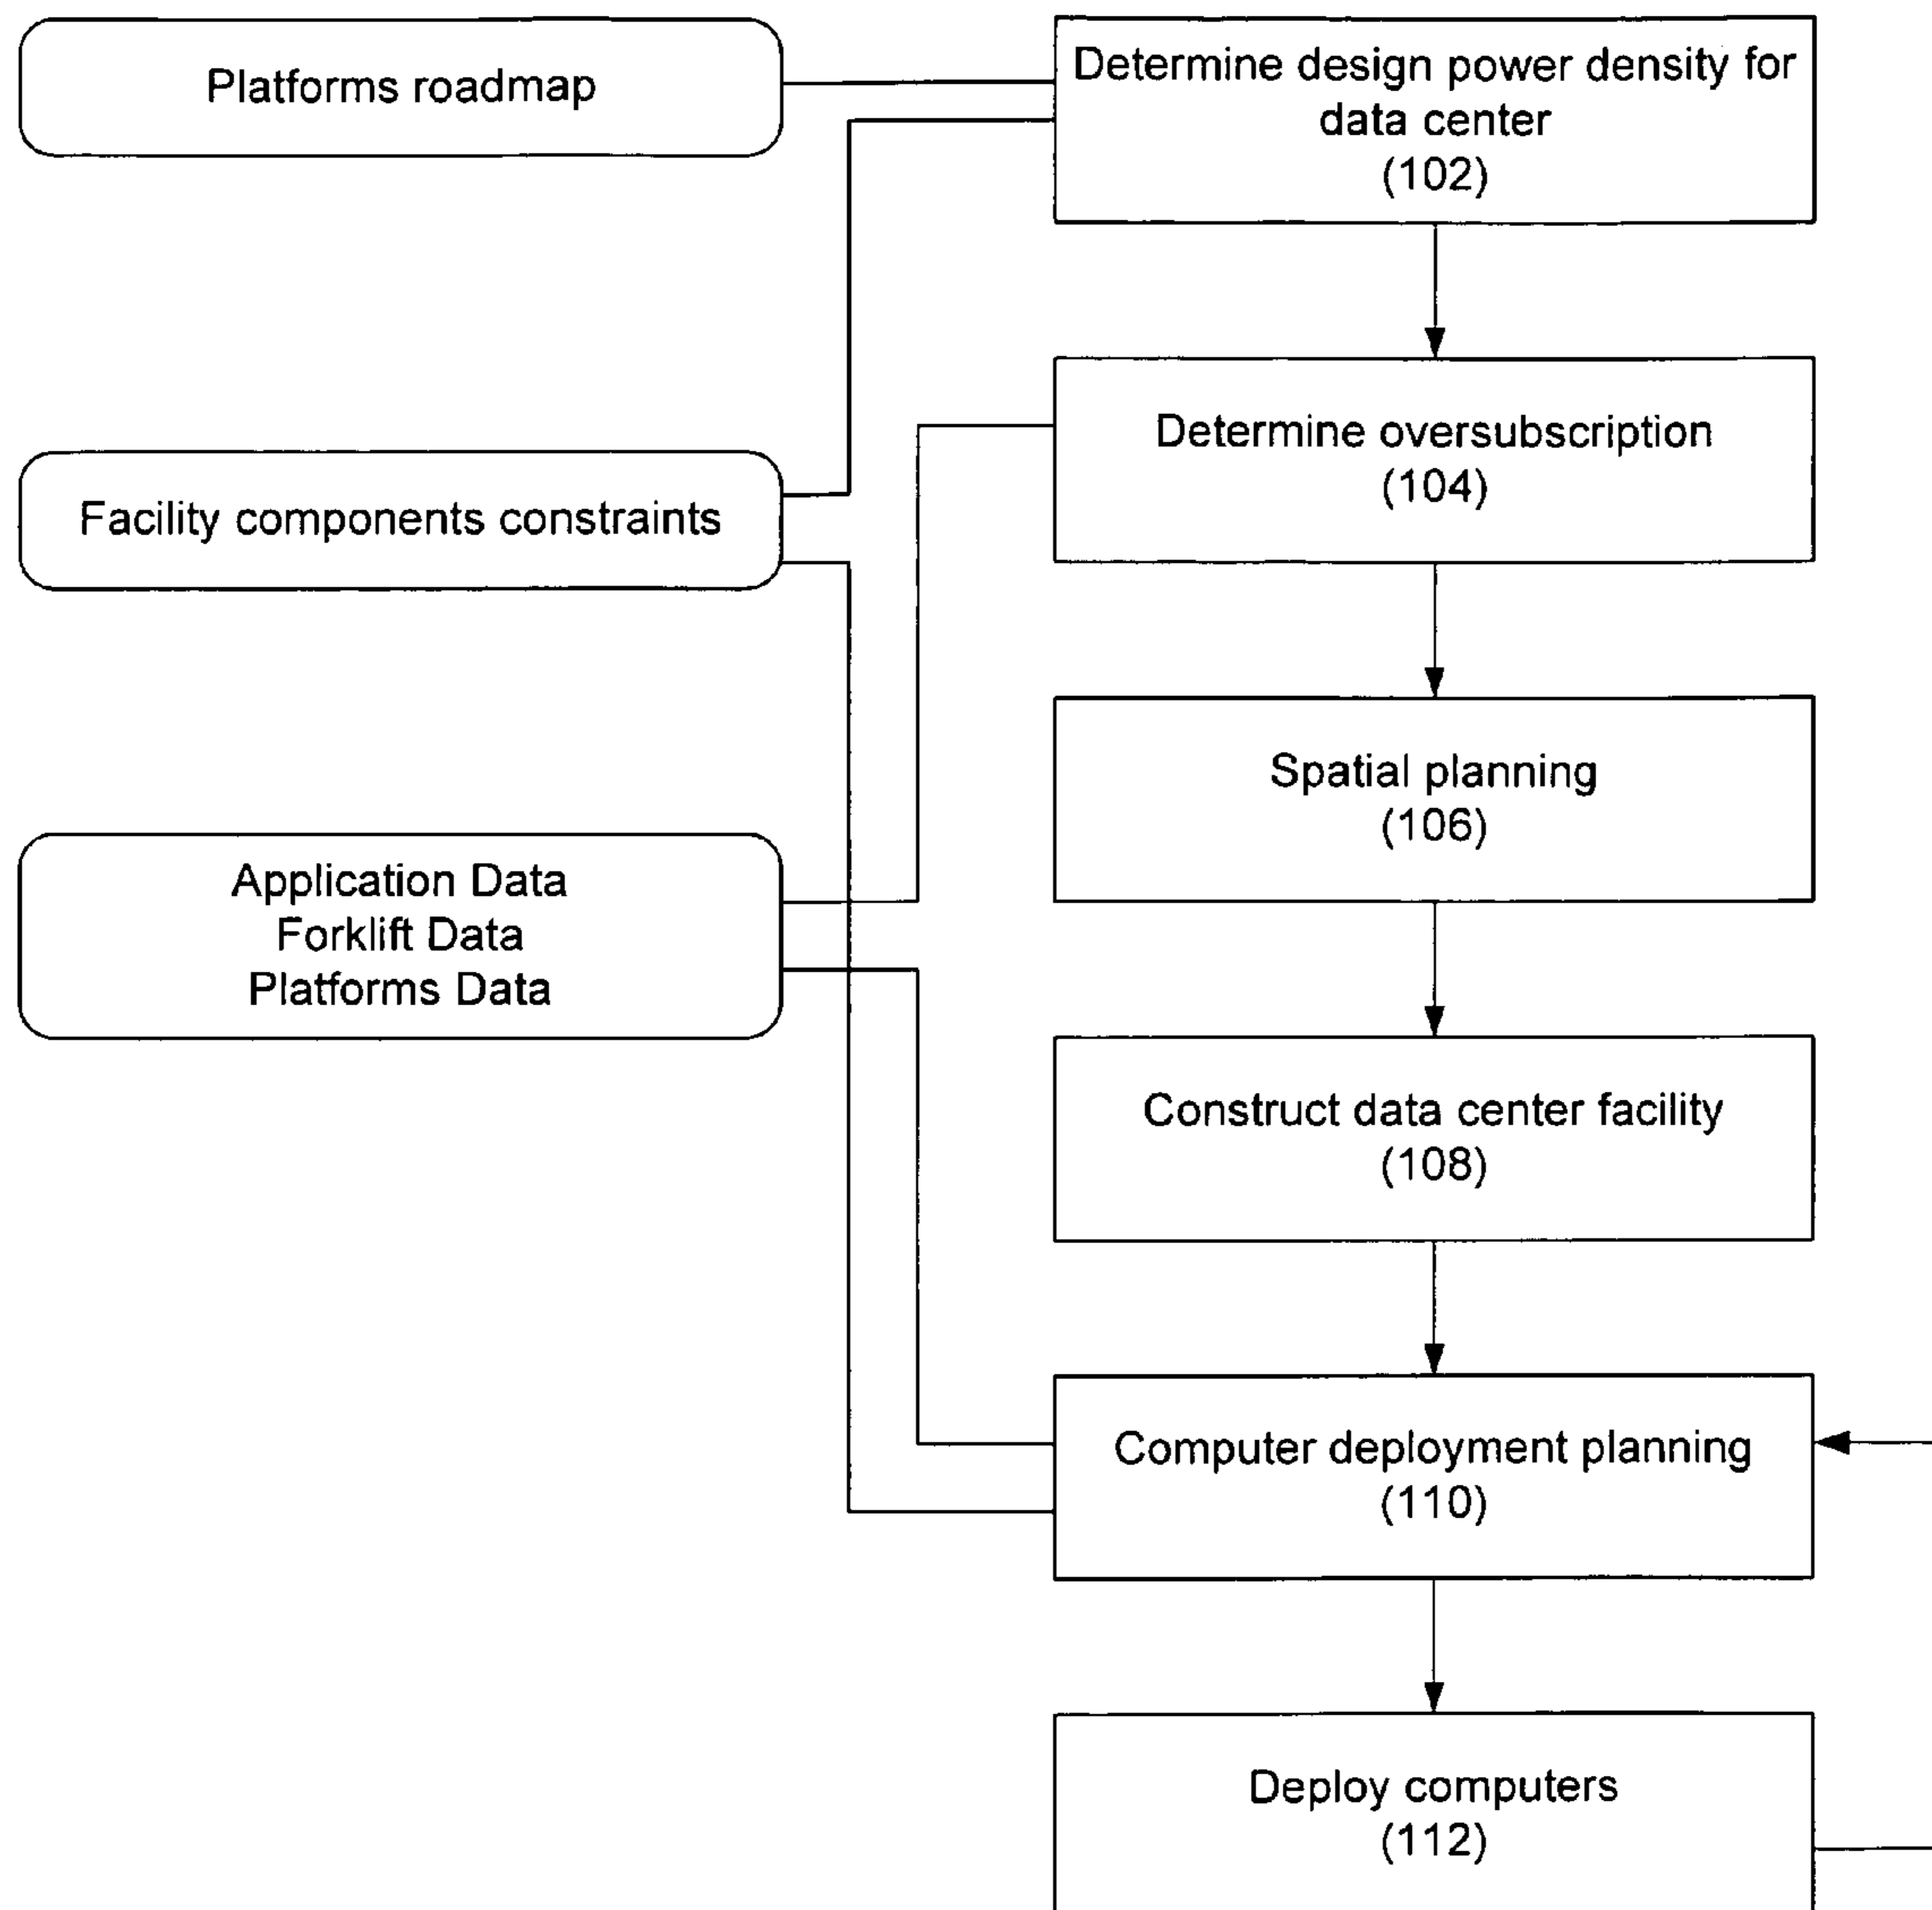 Platforms roadmap
Determine design power density for
data center
(102)
Determine oversubscription
(104)
Facility components constraints
Spatial planning
(106)
Application Data
Forklift Data
Platforms Data
Construct data center facility
(108)
Computer deployment planning
(110)
Deploy computers
(112)